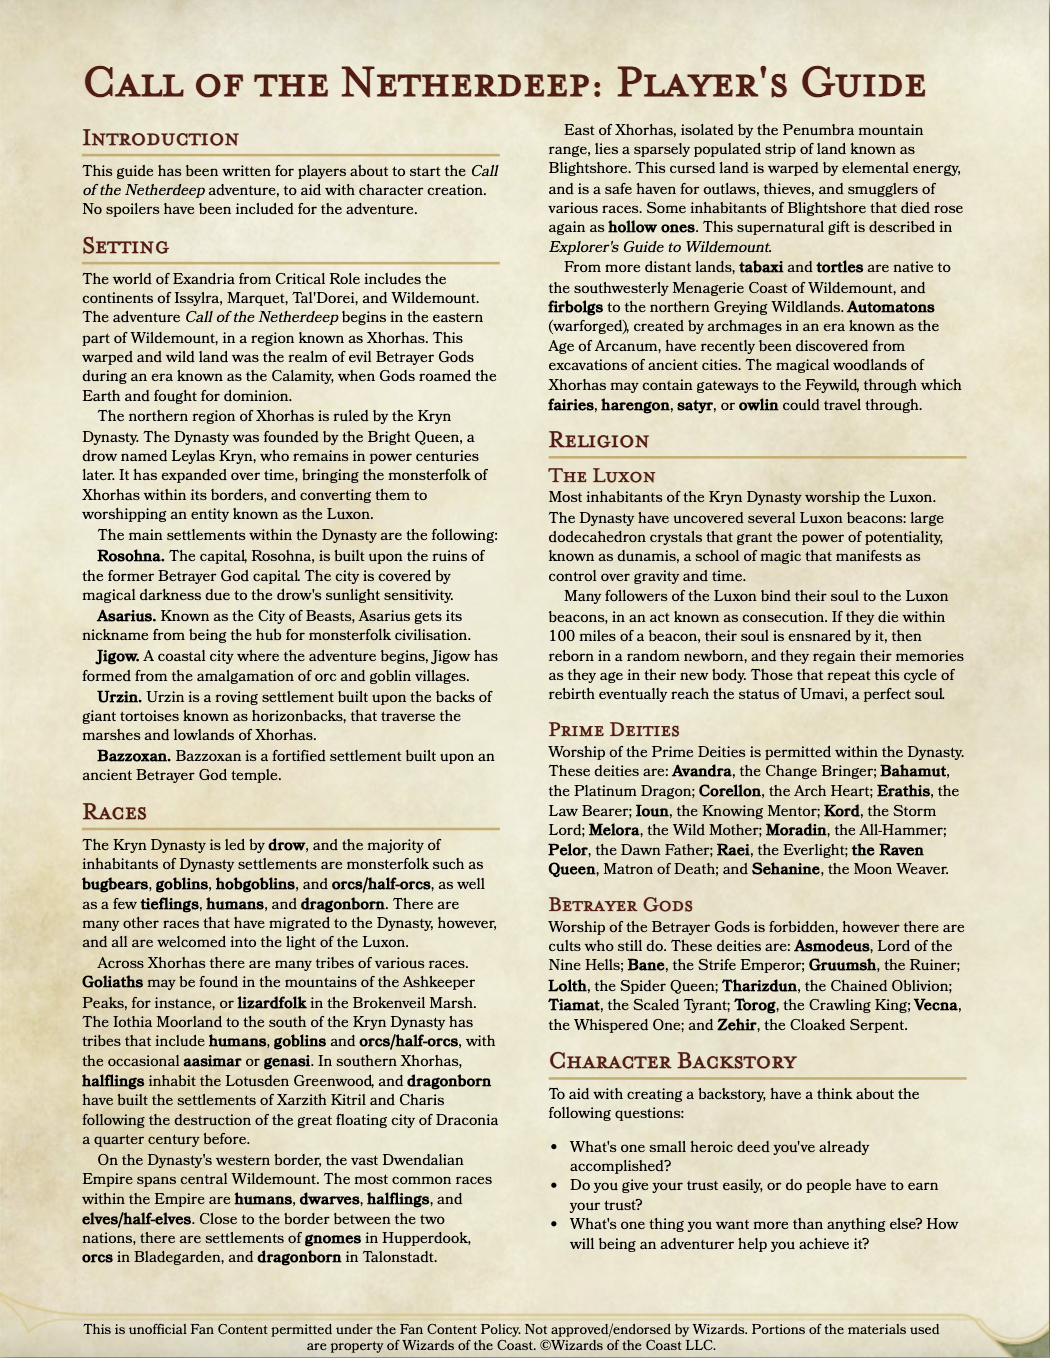 Call of the Netherdeep: Player's Guide
Introduction
This guide has been written for players about to start the Call
of the Netherdeep adventure, to aid with character creation.
No spoilers have been included for the adventure.
Setting
The world of Exandria from Critical Role includes the
continents of Issylra, Marquet, Tal'Dorei, and Wildemount.
The adventure Call of the Netherdeep begins in the eastern
part of Wildemount, in a region known as Xhorhas. This
warped and wild land was the realm of evil Betrayer Gods
during an era known as the Calamity, when Gods roamed the
Earth and fought for dominion.
The northern region of Xhorhas is ruled by the Kryn
Dynasty. The Dynasty was founded by the Bright Queen, a
drow named Leylas Kryn, who remains in power centuries
later. It has expanded over time, bringing the monsterfolk of
Xhorhas within its borders, and converting them to
worshipping an entity known as the Luxon.
The main settlements within the Dynasty are the following:
Rosohna. The capital, Rosohna, is built upon the ruins of
the former Betrayer God capital. The city is covered by
magical darkness due to the drow's sunlight sensitivity.
Asarius. Known as the City of Beasts, Asarius gets its
nickname from being the hub for monsterfolk civilisation.
Jigow. A coastal city where the adventure begins, Jigow has
formed from the amalgamation of orc and goblin villages.
Urzin. Urzin is a roving settlement built upon the backs of
giant tortoises known as horizonbacks, that traverse the
marshes and lowlands of Xhorhas.
Bazzoxan. Bazzoxan is a fortified settlement built upon an
ancient Betrayer God temple.
Races
The Kryn Dynasty is led by drow, and the majority of
inhabitants of Dynasty settlements are monsterfolk such as
bugbears, goblins, hobgoblins, and orcs/half-orcs, as well
as a few tieflings, humans, and dragonborn. There are
many other races that have migrated to the Dynasty, however,
and all are welcomed into the light of the Luxon.
Across Xhorhas there are many tribes of various races.
Goliaths may be found in the mountains of the Ashkeeper
Peaks, for instance, or lizardfolk in the Brokenveil Marsh.
The Iothia Moorland to the south of the Kryn Dynasty has
tribes that include humans, goblins and orcs/half-orcs, with
the occasional aasimar or genasi. In southern Xhorhas,
halflings inhabit the Lotusden Greenwood, and dragonborn
have built the settlements of Xarzith Kitril and Charis
following the destruction of the great floating city of Draconia
a quarter century before.
On the Dynasty's western border, the vast Dwendalian
Empire spans central Wildemount. The most common races
within the Empire are humans, dwarves, halflings, and
elves/half-elves. Close to the border between the two
nations, there are settlements of gnomes in Hupperdook,
orcs in Bladegarden, and dragonborn in Talonstadt.
East of Xhorhas, isolated by the Penumbra mountain
range, lies a sparsely populated strip of land known as
Blightshore. This cursed land is warped by elemental energy,
and is a safe haven for outlaws, thieves, and smugglers of
various races. Some inhabitants of Blightshore that died rose
again as hollow ones. This supernatural gift is described in
Explorer's Guide to Wildemount.
From more distant lands, tabaxi and tortles are native to
the southwesterly Menagerie Coast of Wildemount, and
firbolgs to the northern Greying Wildlands. Automatons
(warforged), created by archmages in an era known as the
Age of Arcanum, have recently been discovered from
excavations of ancient cities. The magical woodlands of
Xhorhas may contain gateways to the Feywild, through which
fairies, harengon, satyr, or owlin could travel through.
Religion
The Luxon
Most inhabitants of the Kryn Dynasty worship the Luxon.
The Dynasty have uncovered several Luxon beacons: large
dodecahedron crystals that grant the power of potentiality,
known as dunamis, a school of magic that manifests as
control over gravity and time.
Many followers of the Luxon bind their soul to the Luxon
beacons, in an act known as consecution. If they die within
100 miles of a beacon, their soul is ensnared by it, then
reborn in a random newborn, and they regain their memories
as they age in their new body. Those that repeat this cycle of
rebirth eventually reach the status of Umavi, a perfect soul.
Prime Deities
Worship of the Prime Deities is permitted within the Dynasty.
These deities are: Avandra, the Change Bringer; Bahamut,
the Platinum Dragon; Corellon, the Arch Heart; Erathis, the
Law Bearer; Ioun, the Knowing Mentor; Kord, the Storm
Lord; Melora, the Wild Mother; Moradin, the All-Hammer;
Pelor, the Dawn Father; Raei, the Everlight; the Raven
Queen, Matron of Death; and Sehanine, the Moon Weaver.
Betrayer Gods
Worship of the Betrayer Gods is forbidden, however there are
cults who still do. These deities are: Asmodeus, Lord of the
Nine Hells; Bane, the Strife Emperor; Gruumsh, the Ruiner;
Lolth, the Spider Queen; Tharizdun, the Chained Oblivion;
Tiamat, the Scaled Tyrant; Torog, the Crawling King; Vecna,
the Whispered One; and Zehir, the Cloaked Serpent.
Character Backstory
To aid with creating a backstory, have a think about the
following questions:
• What's one small heroic deed you've already
accomplished?
• Do you give your trust easily, or do people have to earn
your trust?
• What's one thing you want more than anything else? How
will being an adventurer help you achieve it?
This is unofficial Fan Content permitted under the Fan Content Policy. Not approved/endorsed by Wizards. Portions of the materials used
are property of Wizards of the Coast. ©Wizards of the Coast LLC.